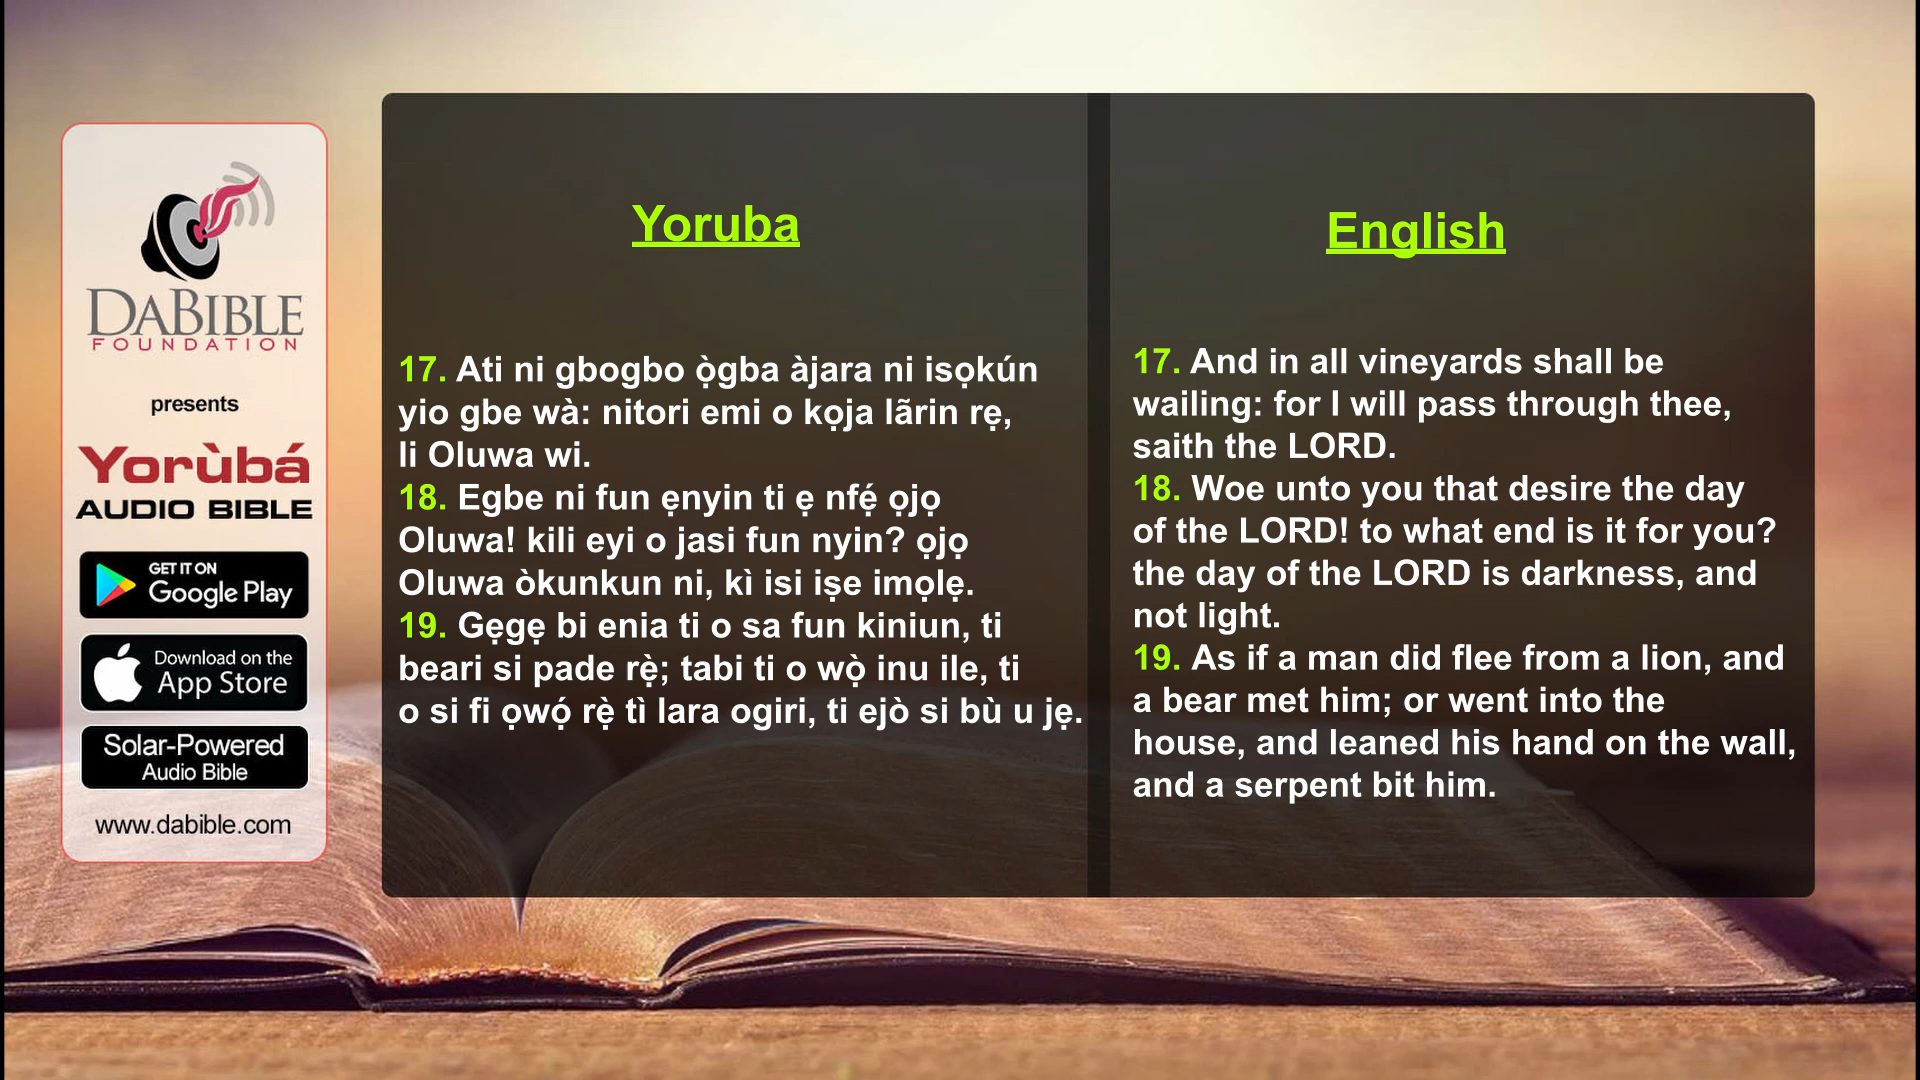 DABIBLE
FOUNDATION
presents
Yorùbá
AUDIO BIBLE
GET IT ON
Google Play
Download on the
App Store
Solar-Powered
Audio Bible
www.dabible.com
Yoruba
17. Ati ni gbogbo ọ̀gba àjara ni isọkún
yio gbe wà: nitori emi o kọja lãrin rẹ,
li Oluwa wi.
18. Egbe ni fun ẹnyin ti ẹ nfẹ́ ọjọ
Oluwa! kili eyi o jasi fun nyin? ọjọ
Oluwa òkunkun ni, kì isi iṣe imọlẹ.
19. Gẹgẹ bi enia ti o sa fun kiniun, ti
beari si pade rẹ̀; tabi ti o wọ̀ inu ile, ti
o si fi ọwọ́ rẹ̀ tì lara ogiri, ti ejò si bù u jẹ.
English
17. And in all vineyards shall be
wailing: for I will pass through thee,
saith the LORD.
18. Woe unto you that desire the day
of the LORD! to what end is it for you?
the day of the LORD is darkness, and
not light.
19. As if a man did flee from a lion, and
a bear met him; or went into the
house, and leaned his hand on the wall,
and a serpent bit him.